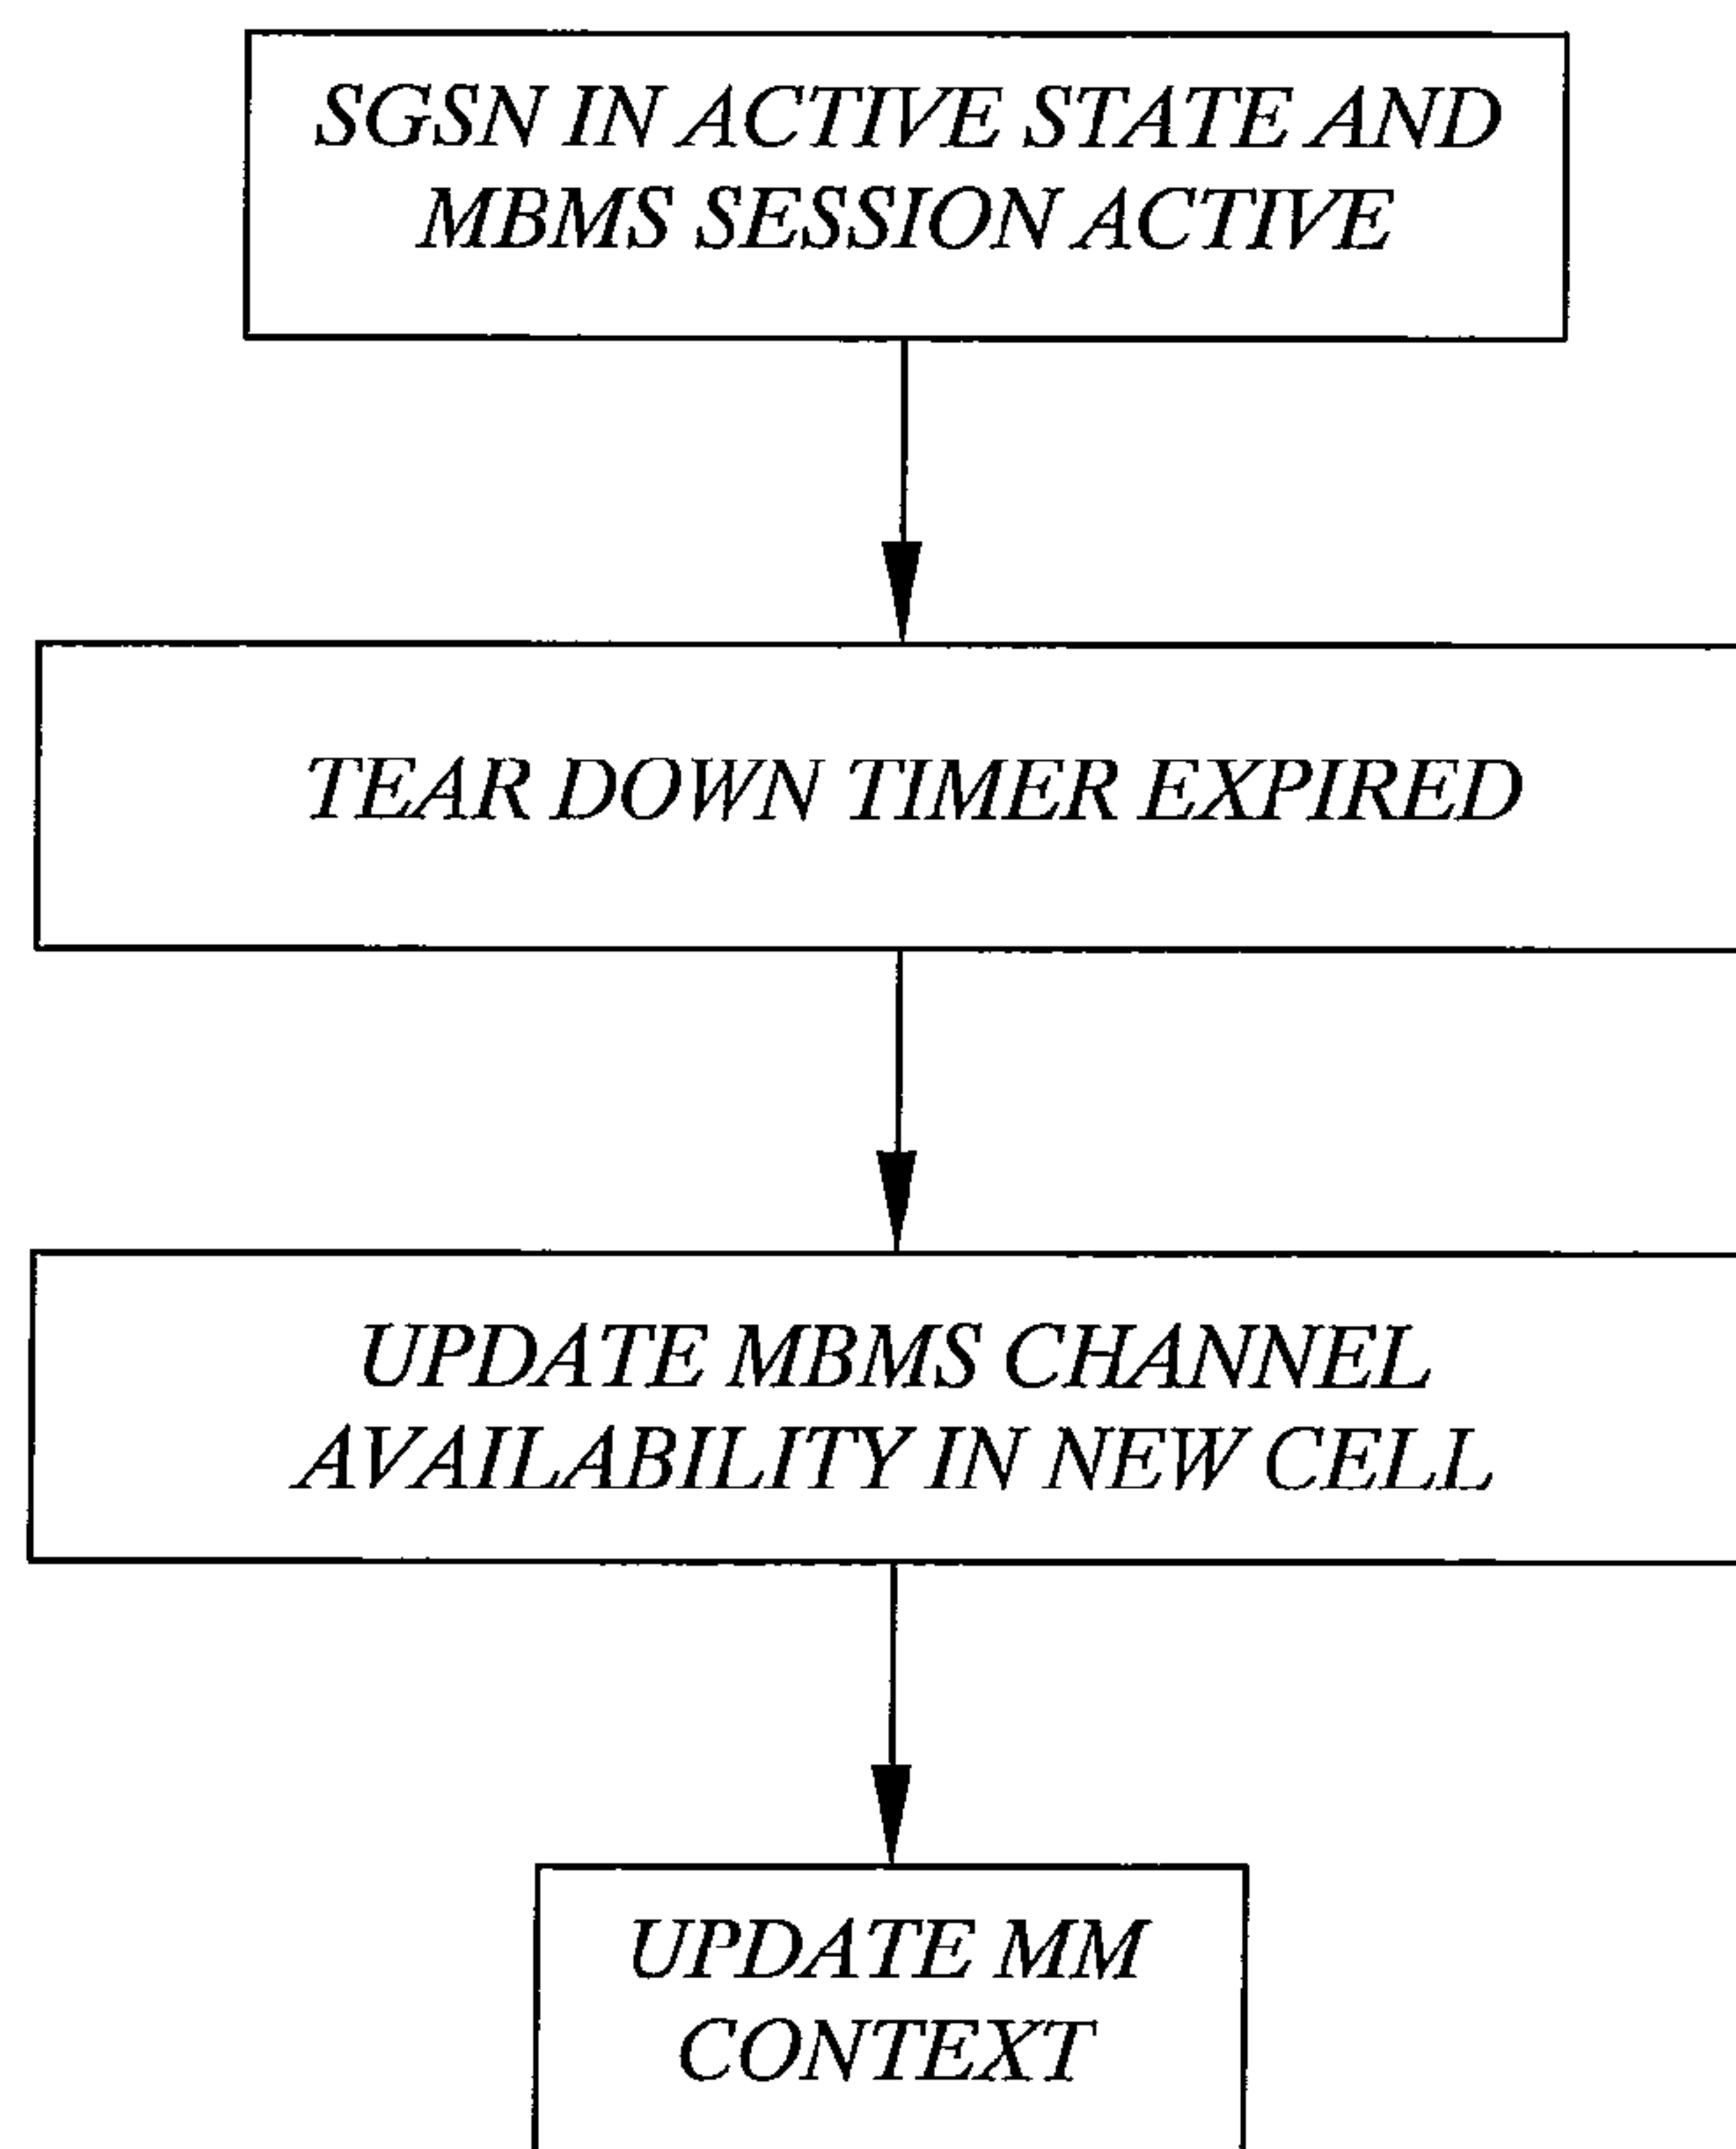 SGSN IN ACTIVE STATE AND
MBMS SESSION ACTIVE
TEAR DOWN TIMER EXPIRED
UPDATE MBMS CHANNEL
AVAILABILITY IN NEW CELL
UPDATE MM
CONTEXT